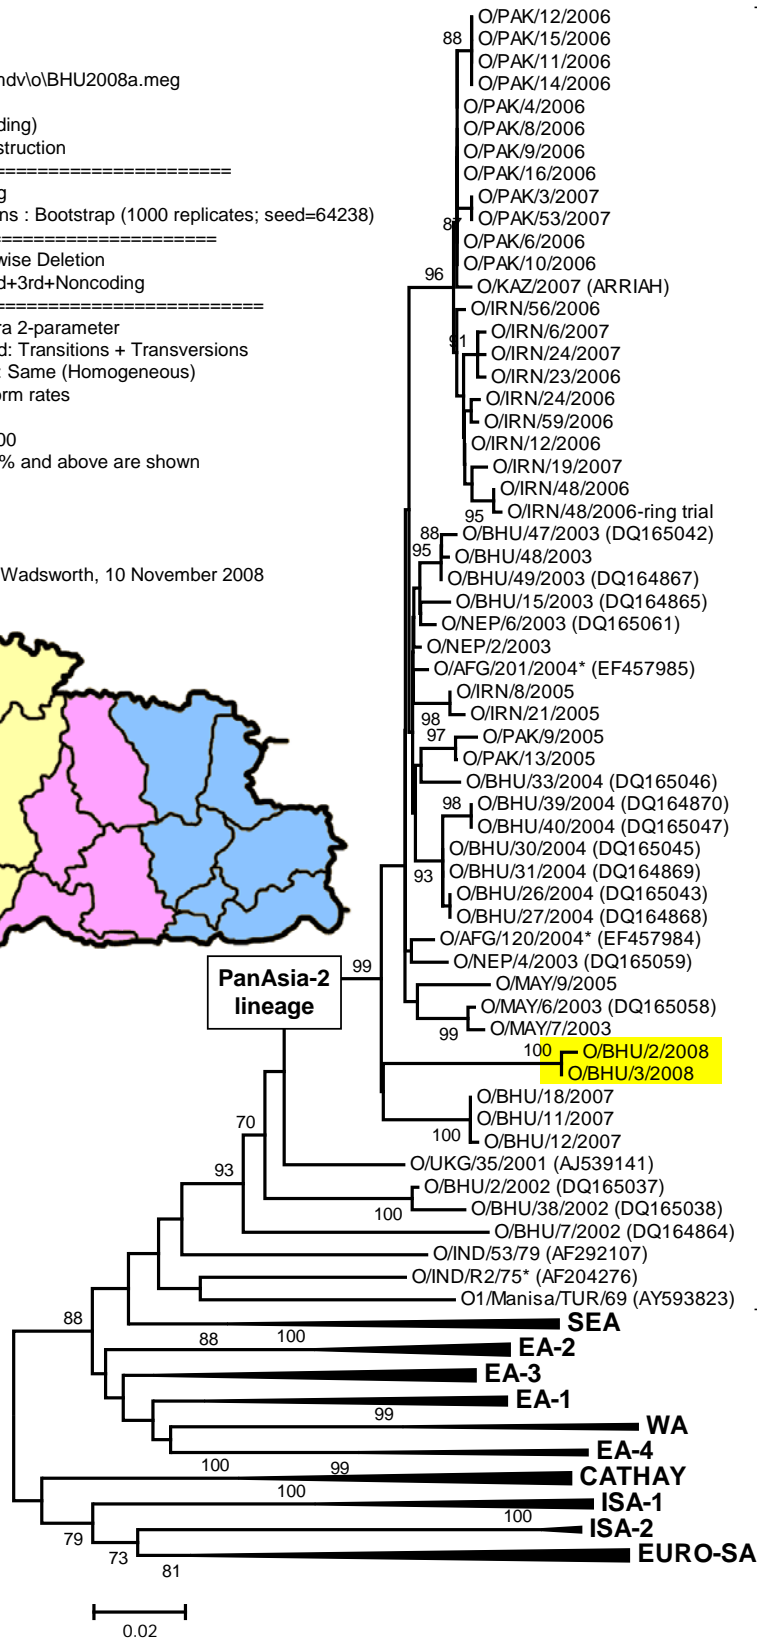 O/PAK/12/2006
88
O/PAK/15/2006
O/PAK/11/2006
O/PAK/14/2006
ndv\o\BHU2008a.meg
O/PAK/4/2006
ding)
O/PAK/8/2006
struction
O/PAK/9/2006
=======================
O/PAK/16/2006
g
O/PAK/3/2007
ns : Bootstrap (1000 replicates; seed=64238)
O/PAK/53/2007
87
=====================
O/PAK/6/2006
wise Deletion
O/PAK/10/2006
d+3rd+Noncoding
96
O/KAZ/2007 (ARRIAH)
==========================
O/IRN/56/2006
ra 2-parameter
O/IRN/6/2007
91
d: Transitions + Transversions
O/IRN/24/2007
: Same (Homogeneous)
O/IRN/23/2006
orm rates
O/IRN/24/2006
O/IRN/59/2006
00
O/IRN/12/2006
% and above are shown
O/IRN/19/2007
O/IRN/48/2006
95
O/IRN/48/2006-ring trial
88
O/BHU/47/2003 (DQ165042)
95
O/BHU/48/2003
Wadsworth, 10 November 2008
O/BHU/49/2003 (DQ164867)
O/BHU/15/2003 (DQ164865)
O/NEP/6/2003 (DQ165061)
O/NEP/2/2003
O/AFG/201/2004* (EF457985)
O/IRN/8/2005
98
O/IRN/21/2005
97
O/PAK/9/2005
O/PAK/13/2005
O/BHU/33/2004 (DQ165046)
98
O/BHU/39/2004 (DQ164870)
O/BHU/40/2004 (DQ165047)
O/BHU/30/2004 (DQ165045)
93
O/BHU/31/2004 (DQ164869)
O/BHU/26/2004 (DQ165043)
O/BHU/27/2004 (DQ164868)
O/AFG/120/2004* (EF457984)
O/NEP/4/2003 (DQ165059)
99
PanAsia-2
lineage
O/MAY/9/2005
O/MAY/6/2003 (DQ165058)
99
O/MAY/7/2003
100
O/BHU/2/2008
O/BHU/3/2008
O/BHU/18/2007
O/BHU/11/2007
100
O/BHU/12/2007
70
O/UKG/35/2001 (AJ539141)
93
O/BHU/2/2002 (DQ165037)
100
O/BHU/38/2002 (DQ165038)
O/BHU/7/2002 (DQ164864)
O/IND/53/79 (AF292107)
O/IND/R2/75* (AF204276)
O1/Manisa/TUR/69 (AY593823)
88
SEA
100
88
EA-2
EA-3
EA-1
99
WA
EA-4
100
99
CATHAY
100
ISA-1
100
ISA-2
79
73
EURO-SA
81
0.02